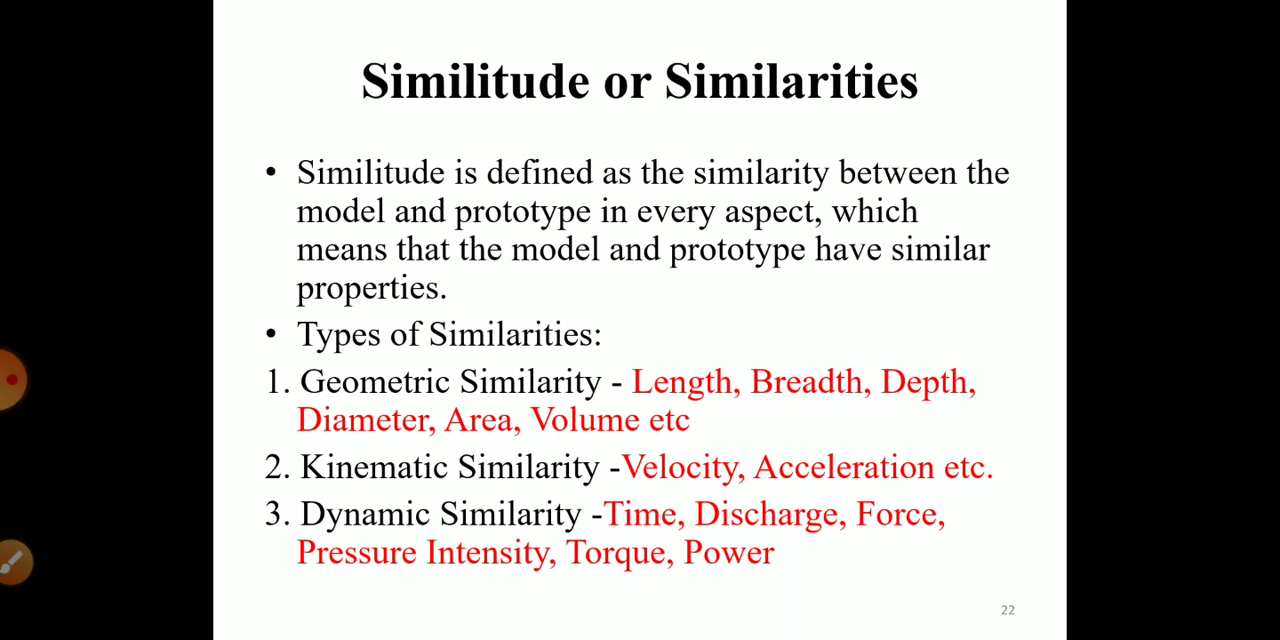 Similitude or Similarities
• Similitude is defined as the similarity between the
model and prototype in every aspect, which
means that the model and prototype have similar
properties.
• Types of Similarities:
1. Geometric Similarity - Length, Breadth, Depth,
Diameter, Area, Volume etc
2. Kinematic Similarity -Velocity, Acceleration etc.
3. Dynamic Similarity -Time, Discharge, Force,
Pressure Intensity, Torque, Power
22